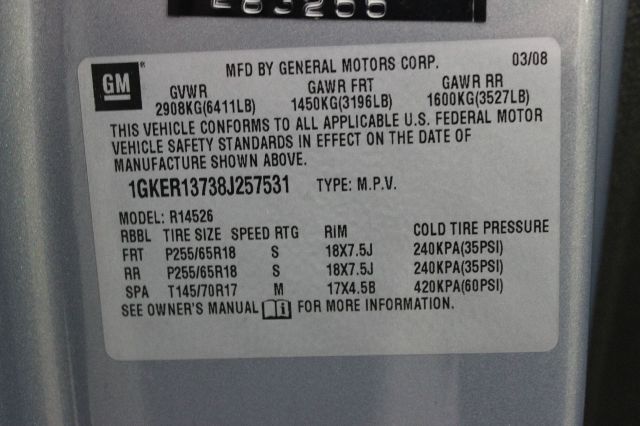 GM
MFD BY GENERAL MOTORS CORP. 03/08
GVWR GAWR FRT GAWR RR
2908KG(6411LB) 1450KG(3196LB) 1600KG(3527LB)
THIS VEHICLE CONFORMS TO ALL APPLICABLE U.S. FEDERAL MOTOR
VEHICLE SAFETY STANDARDS IN EFFECT ON THE DATE OF
MANUFACTURE SHOWN ABOVE.
1GKER13738J257531 TYPE: M.P.V.
MODEL: R14526
RBBL TIRE SIZE SPEED RTG RIM COLD TIRE PRESSURE
FRT P255/65R18 S 18X7.5J 240KPA(35PSI)
RR P255/65R18 S 18X7.5J 240KPA(35PSI)
SPA T145/70R17 M 17X4.5B 420KPA(60PSI)
SEE OWNER'S MANUAL i FOR MORE INFORMATION.